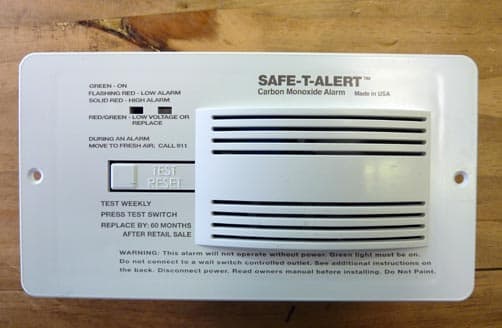 SAFE-T-ALERT™
Carbon Monoxide Alarm Made in USA
GREEN - ON
FLASHING RED - LOW ALARM
SOLID RED - HIGH ALARM
RED/GREEN - LOW VOLTAGE OR
REPLACE
DURING AN ALARM
MOVE TO FRESH AIR, CALL 911
TEST
RESET
TEST WEEKLY
PRESS TEST SWITCH
REPLACE BY: 60 MONTHS
AFTER RETAIL SALE
WARNING: This alarm will not operate without power. Green light must be on.
Do not connect to a wall switch controlled outlet. See additional instructions on
the back. Disconnect power. Read owners manual before installing. Do Not Paint.